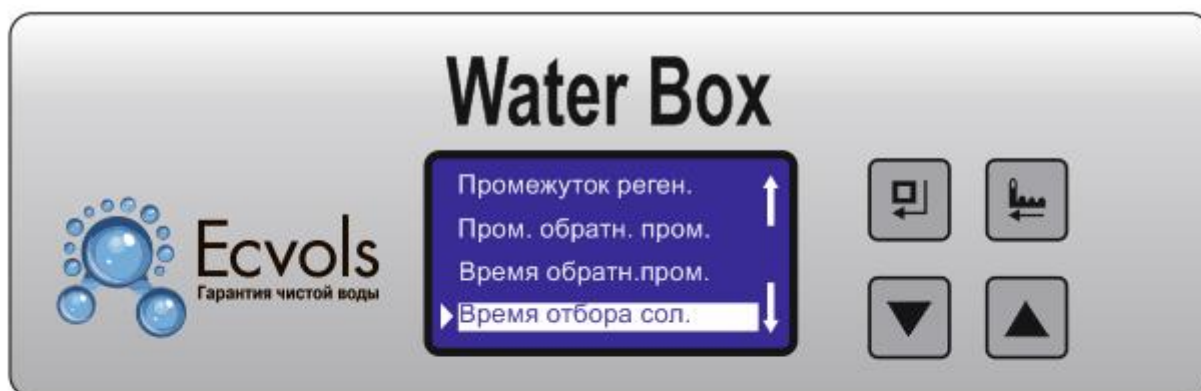 Water Box
Ecvols
Гарантия чистой воды
Промежуток реген.
Пром. обратн. пром.
Время обратн.пром.
Время отбора сол.